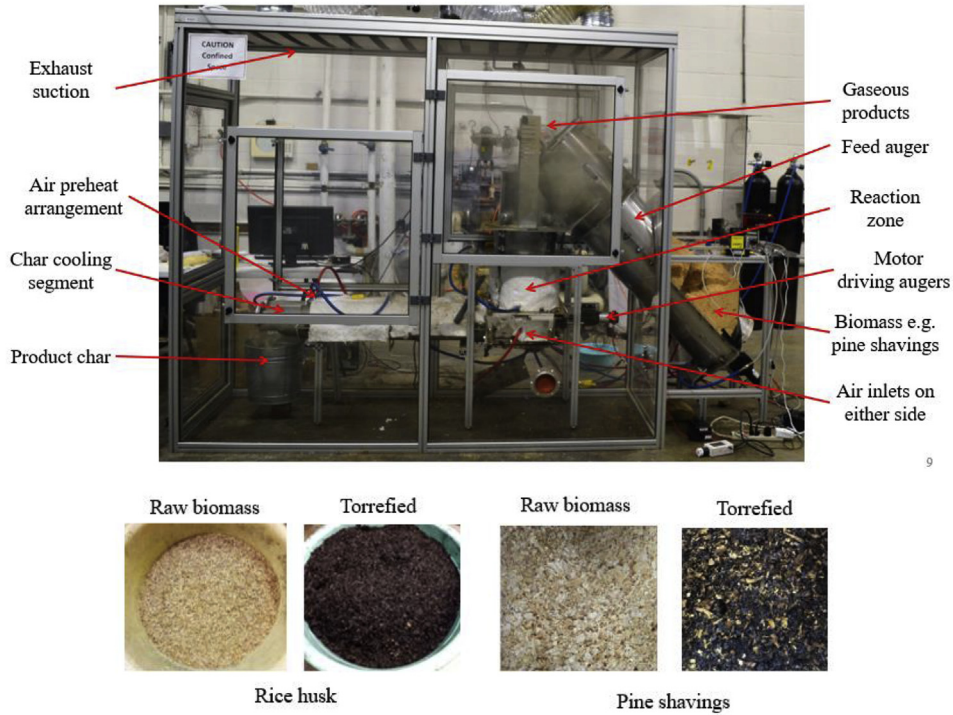 CAUTION
Confined
Space
Exhaust
suction
Air preheat
arrangement
Char cooling
segment
Product char
Gaseous
products
Feed auger
Reaction
zone
Motor
driving augers
Biomass e.g.
pine shavings
Air inlets on
either side
9
Raw biomass
Torrefied
Raw biomass
Torrefied
Rice husk
Pine shavings